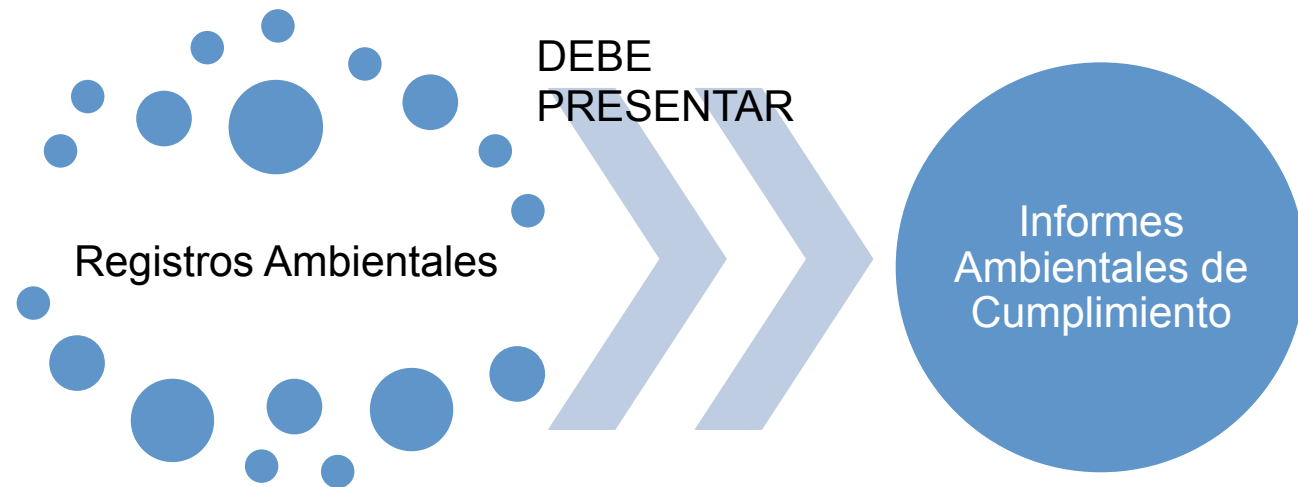 DEBE
PRESENTAR
Registros Ambientales
Informes
Ambientales de
Cumplimiento